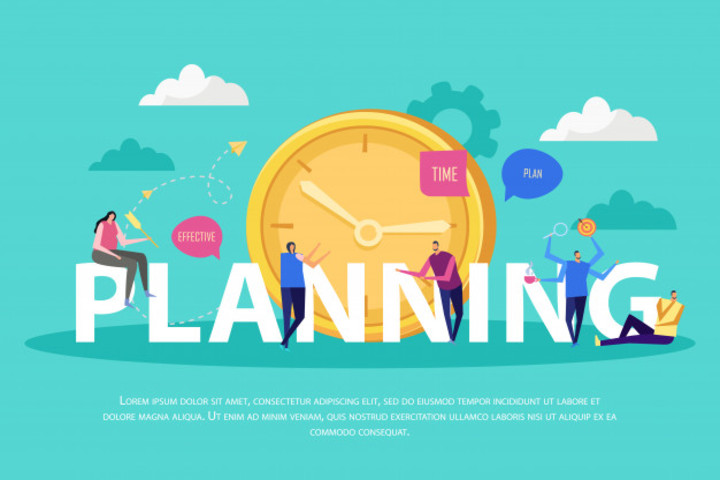 TIME
PLAN
EFFECTIVE
PLANNING
Lorem ipsum dolor sit amet, consectetur adipiscing elit, sed do eiusmod tempor incididunt ut labore et
dolore magna aliqua. Ut enim ad minim veniam, quis nostrud exercitation ullamco laboris nisi ut aliquip ex ea
commodo consequat.